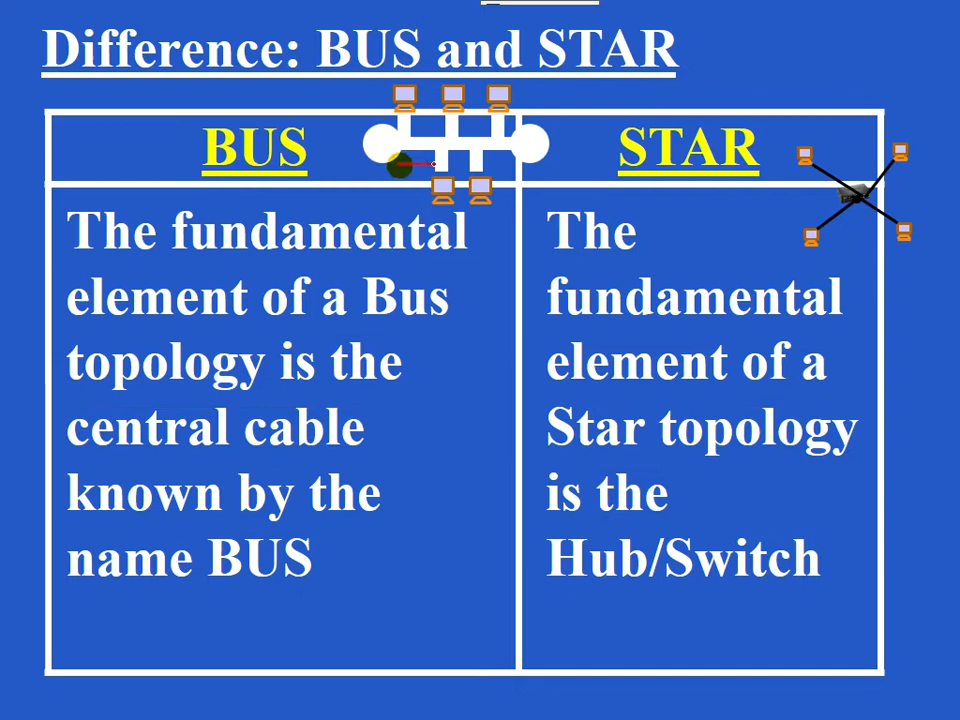 Difference: BUS and STAR
BUS
STAR
The fundamental
element of a Bus
topology is the
central cable
known by the
name BUS
The
fundamental
element of a
Star topology
is the
Hub/Switch